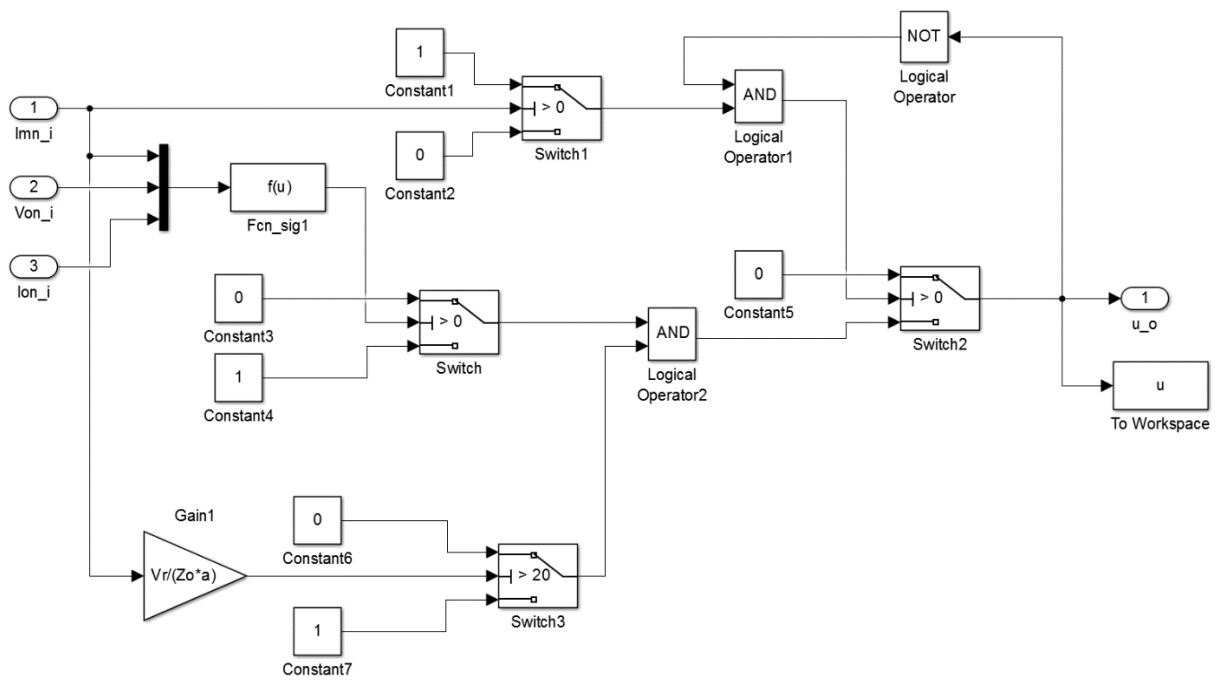 1
Constant1
NOT
Logical
Operator
1
Imn_i
> 0
Switch1
AND
Logical
Operator1
0
Constant2
2
Von_i
f(u)
Fcn_sig1
3
Ion_i
0
Constant3
> 0
Switch
1
Constant4
AND
Logical
Operator2
0
Constant5
> 0
Switch2
1
u_o
u
To Workspace
Gain1
Vr/(Zo*a)
0
Constant6
> 20
Switch3
1
Constant7